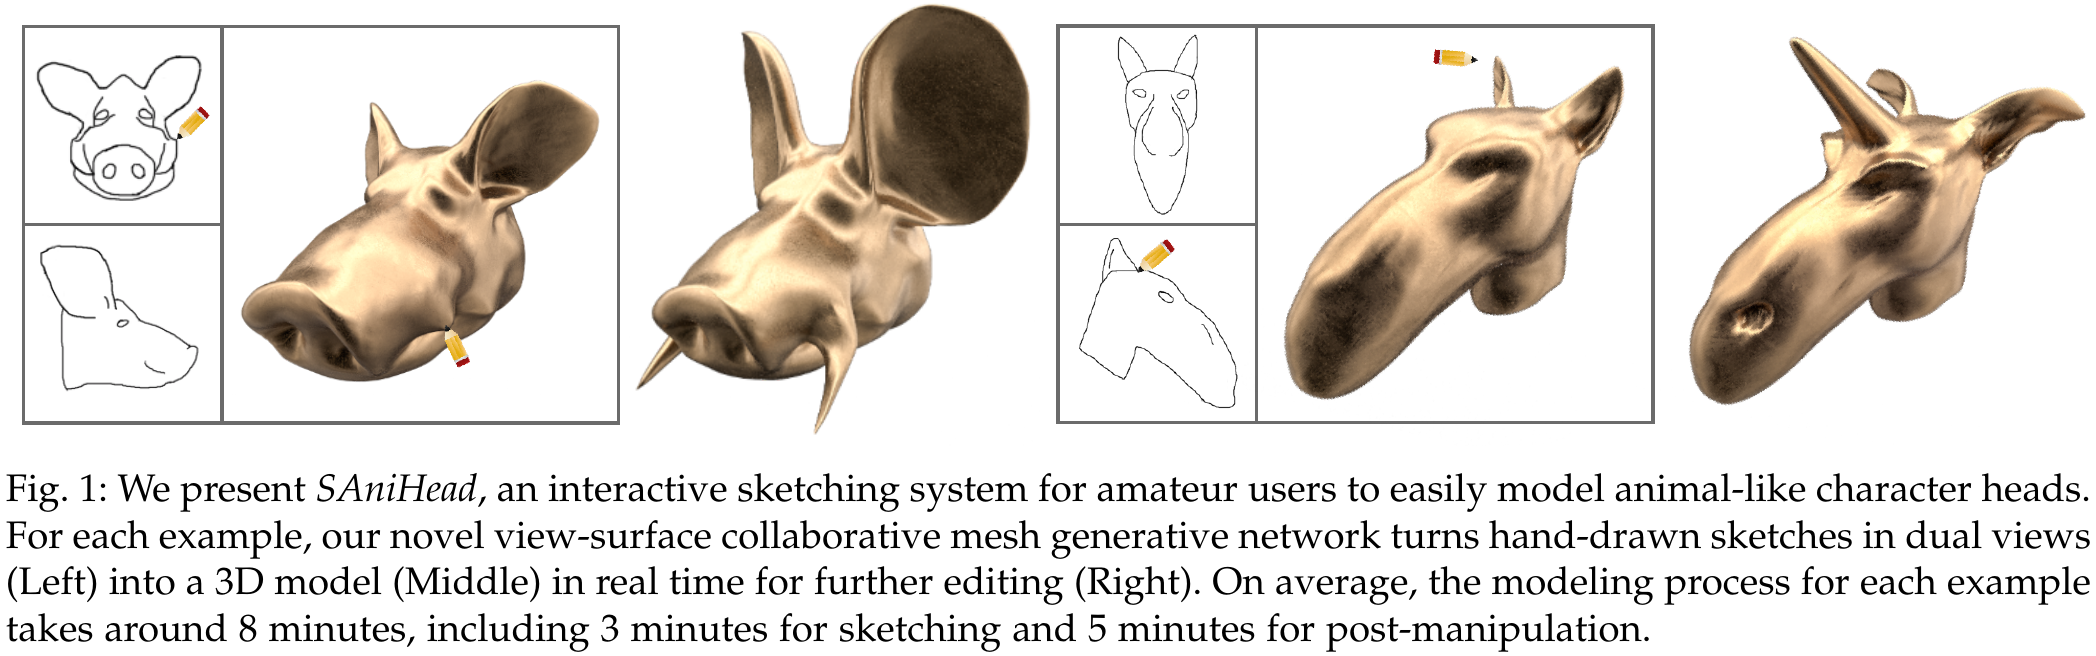 Fig. 1: We present SAniHead, an interactive sketching system for amateur users to easily model animal-like character heads.
For each example, our novel view-surface collaborative mesh generative network turns hand-drawn sketches in dual views
(Left) into a 3D model (Middle) in real time for further editing (Right). On average, the modeling process for each example
takes around 8 minutes, including 3 minutes for sketching and 5 minutes for post-manipulation.